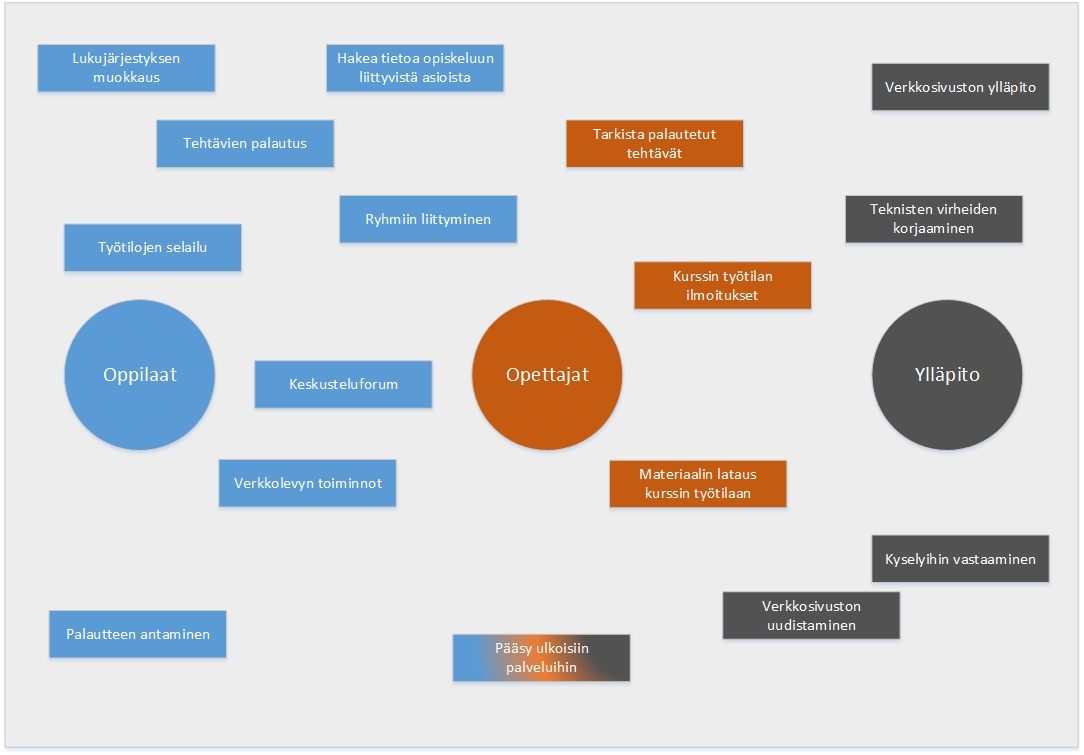 Lukujärjestyksen
muokkaus
Hakea tietoa opiskeluun
liittyvistä asioista
Verkkosivuston ylläpito
Tehtävien palautus
Tarkista palautetut
tehtävät
Ryhmiin liittyminen
Teknisten virheiden
korjaaminen
Työtilojen selailu
Kurssin työtilan
ilmoitukset
Oppilaat
Keskusteluforum
Opettajat
Ylläpito
Verkkolevyn toiminnot
Materiaalin lataus
kurssin työtilaan
Kyselyihin vastaaminen
Verkkosivuston
uudistaminen
Palautteen antaminen
Pääsy ulkoisiin
palveluihin